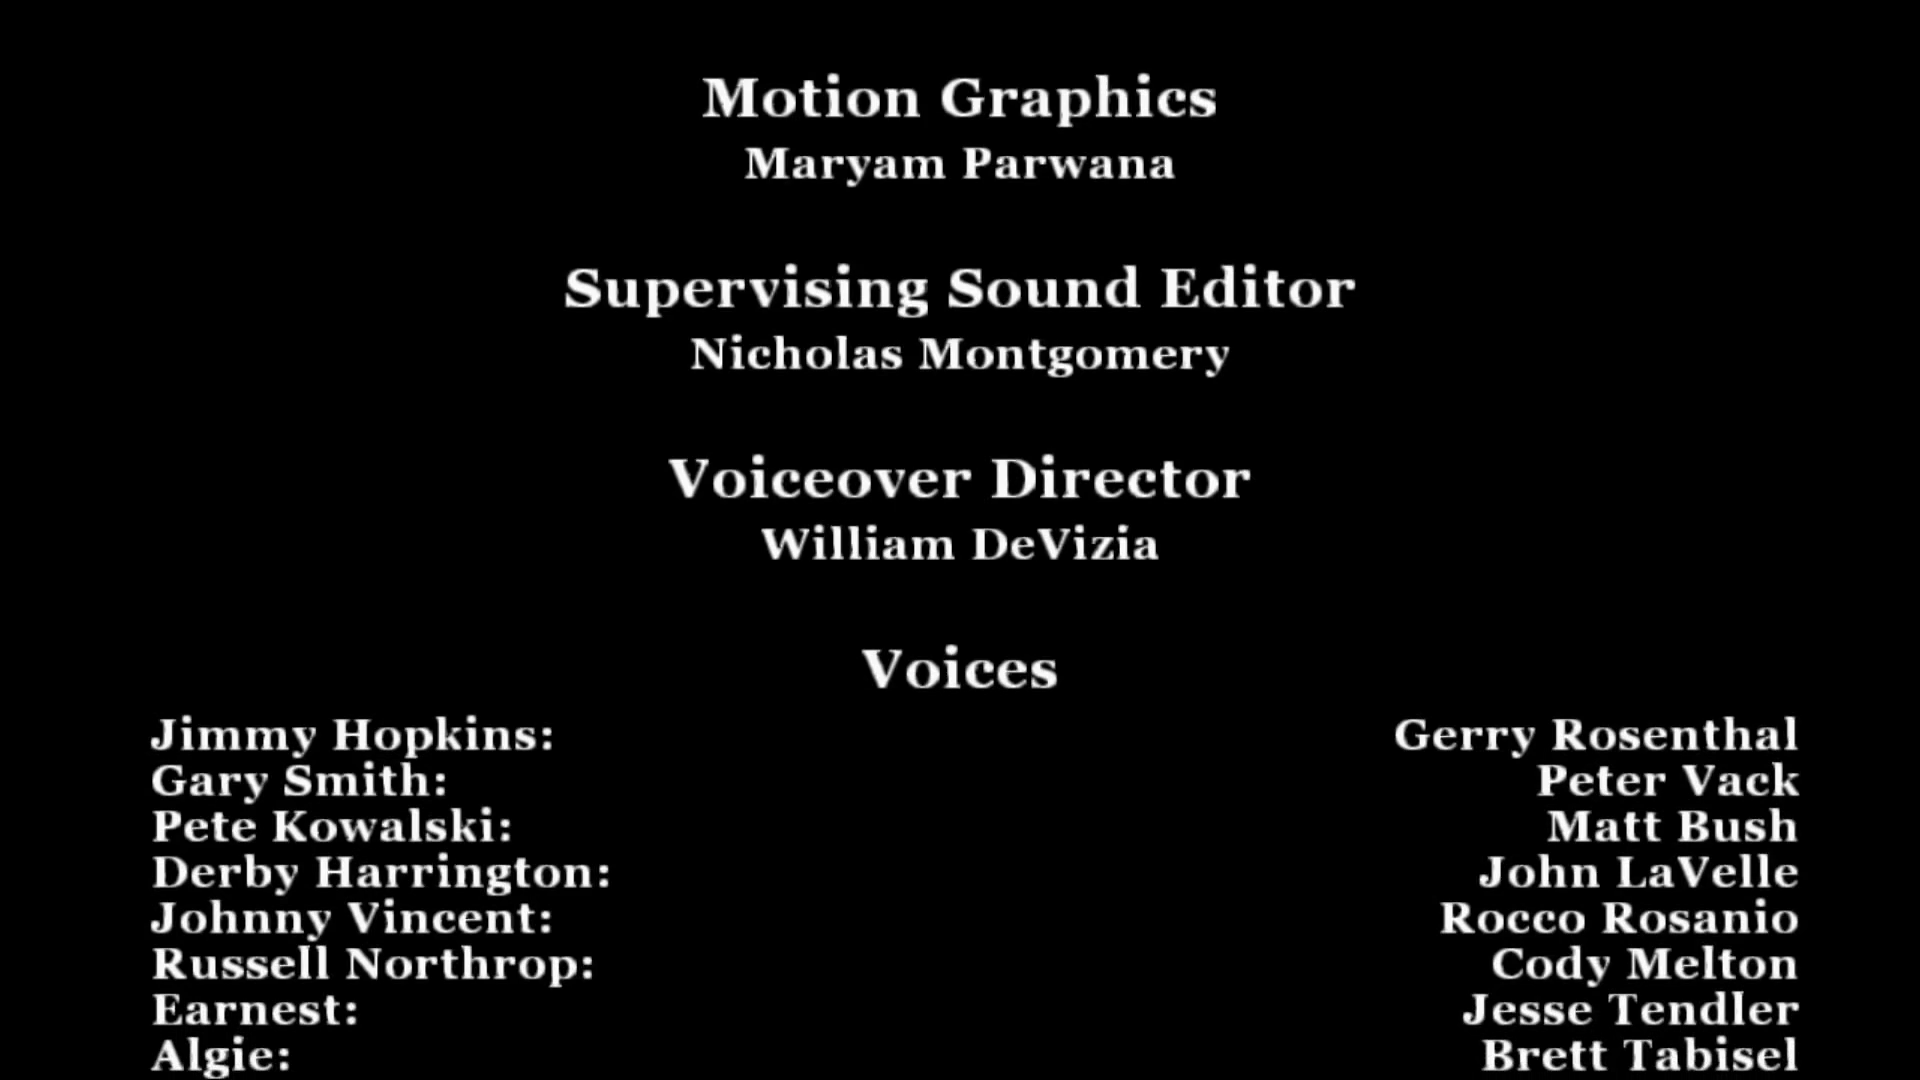 Motion Graphics
Maryam Parwana
Supervising Sound Editor
Nicholas Montgomery
Voiceover Director
William DeVizia
Voices
Jimmy Hopkins: Gerry Rosenthal
Gary Smith: Peter Vack
Pete Kowalski: Matt Bush
Derby Harrington: John LaVelle
Johnny Vincent: Rocco Rosanio
Russell Northrop: Cody Melton
Earnest: Jesse Tendler
Algie: Brett Tabisel